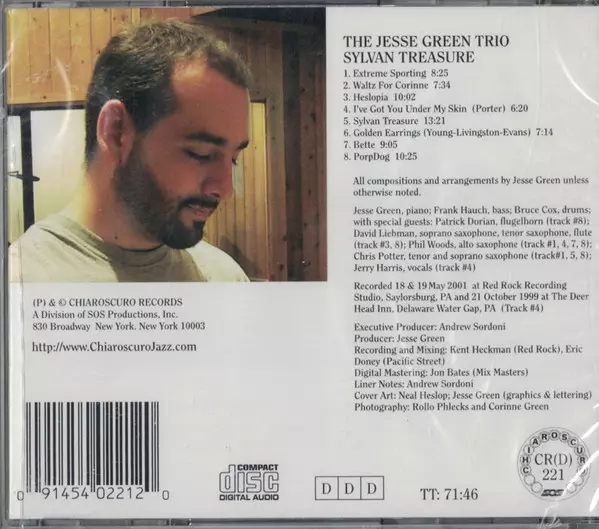 THE JESSE GREEN TRIO
SYLVAN TREASURE
1. Extreme Sporting 8:25
2. Waltz For Corinne 7:34
3. Heslopia 10:02
4. I've Got You Under My Skin (Porter) 6:20
5. Sylvan Treasure 13:21
6. Golden Earrings (Young-Livingston-Evans) 7:14
7. Bette 9:05
8. PorpDog 10:25
All compositions and arrangements by Jesse Green unless
otherwise noted.
Jesse Green, piano; Frank Hauch, bass; Bruce Cox, drums;
with special guests: Patrick Dorian, flugelhorn (track #8);
David Liebman, soprano saxophone, tenor saxophone, flute
(track #3, 8); Phil Woods, alto saxophone (track #1, 4, 7, 8);
Chris Potter, tenor and soprano saxophone (track#1, 5, 8);
Jerry Harris, vocals (track #4)
Recorded 18 & 19 May 2001 at Red Rock Recording
Studio, Saylorsburg, PA and 21 October 1999 at The Deer
Head Inn, Delaware Water Gap, PA (Track #4)
Executive Producer: Andrew Sordoni
Producer: Jesse Green
Recording and Mixing: Kent Heckman (Red Rock), Eric
Doney (Pacific Street)
Digital Mastering: Jon Bates (Mix Masters)
Liner Notes: Andrew Sordoni
Cover Art: Neal Heslop; Jesse Green (graphics & lettering)
Photography: Rollo Phlecks and Corinne Green
(P) & © CHIAROSCURO RECORDS
A Division of SOS Productions, Inc.
830 Broadway New York, New York 10003
http://www.ChiaroscuroJazz.com
0 91454 02212 0
COMPACT
disc
DIGITAL AUDIO
D D D
TT: 71:46
CHIAROSCURO
CR(D)
221
SOS